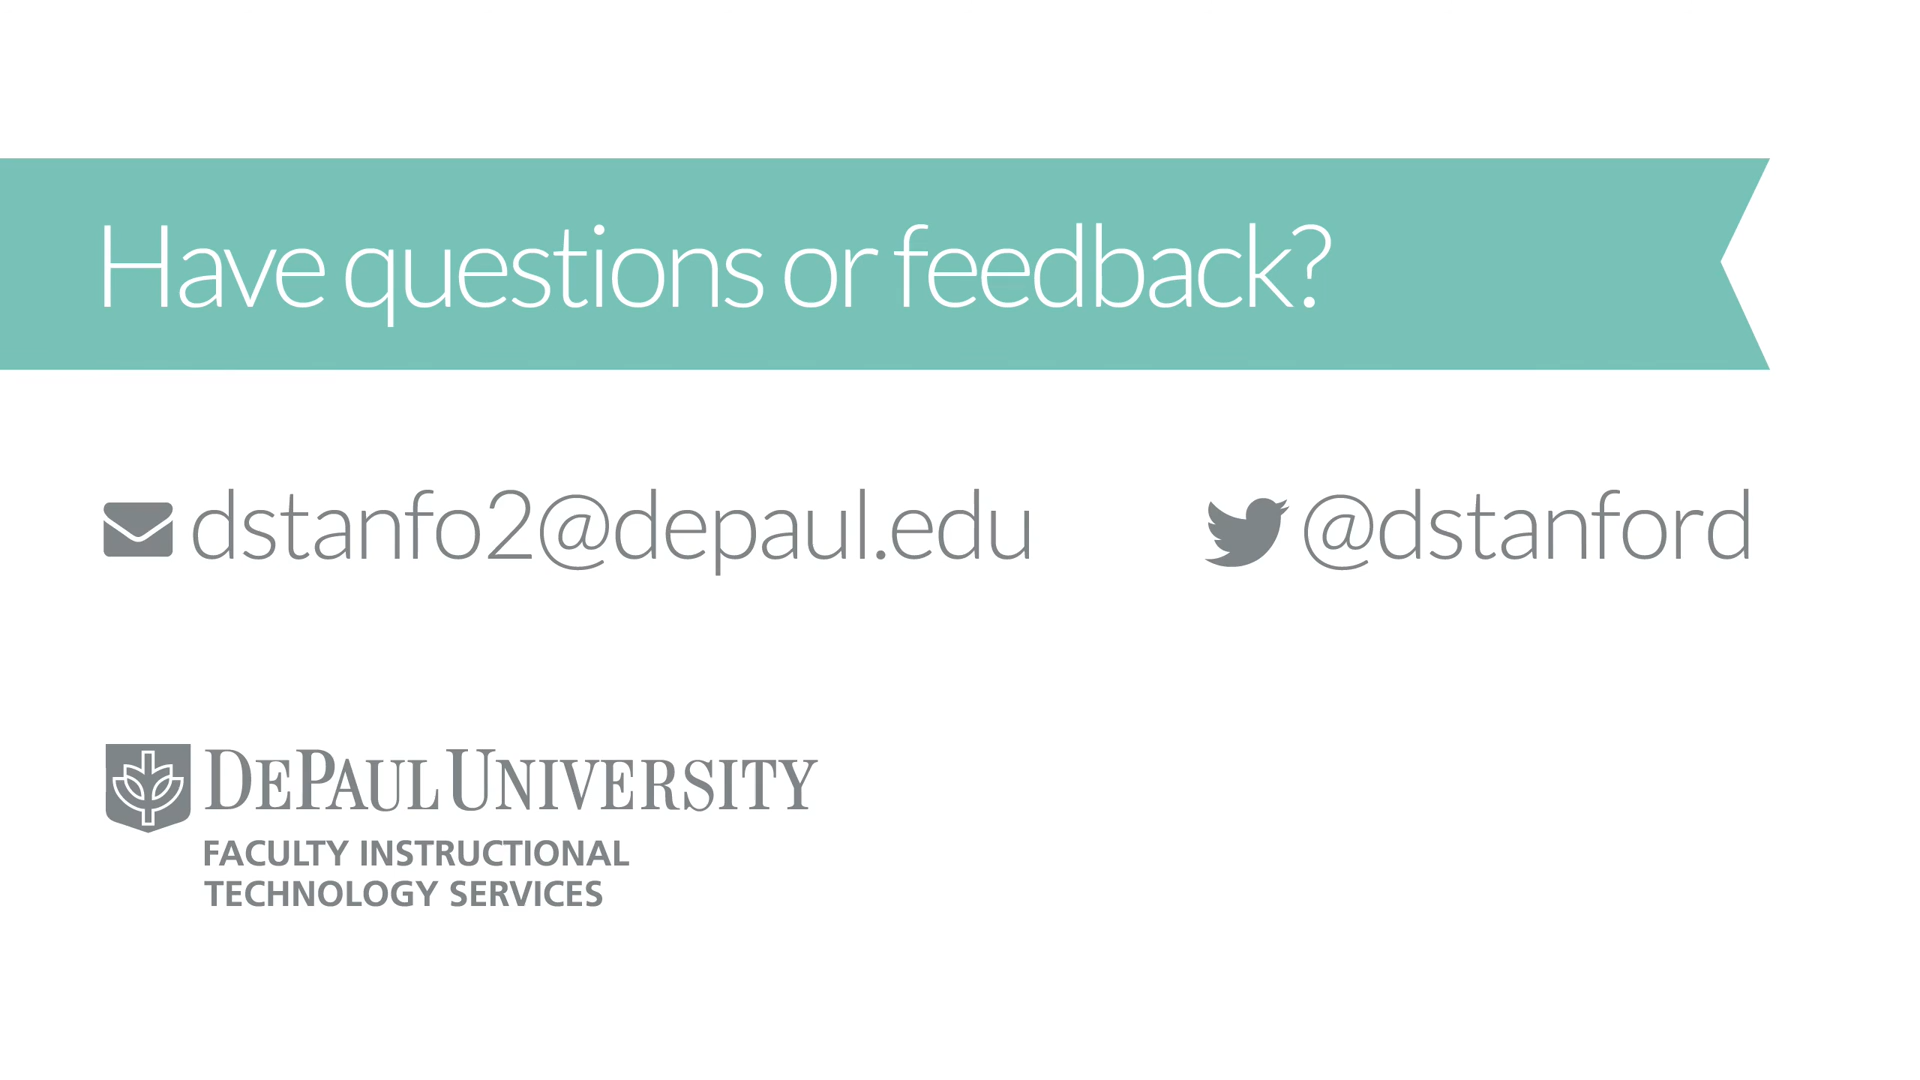 Have questions or feedback?
dstanfo2@depaul.edu
@dstanford
DEPAUL UNIVERSITY
FACULTY INSTRUCTIONAL
TECHNOLOGY SERVICES